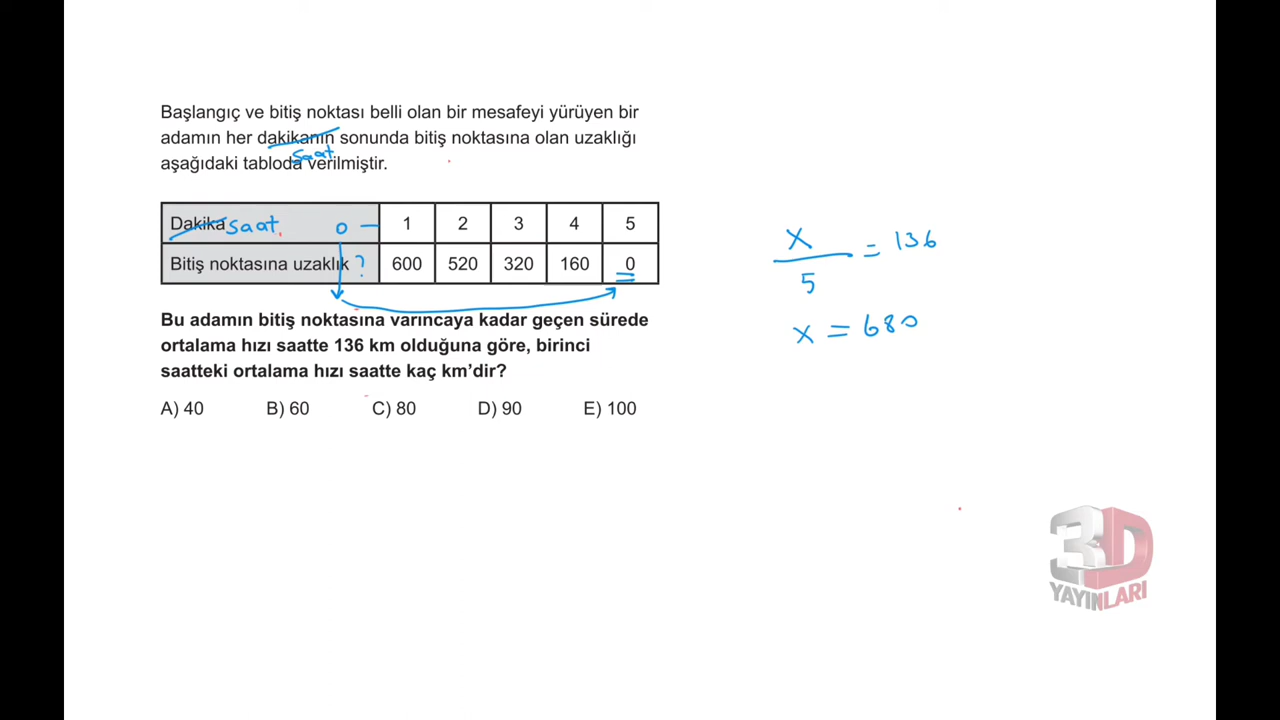 Başlangıç ve bitiş noktası belli olan bir mesafeyi yürüyen bir
adamın her dakikanın sonunda bitiş noktasına olan uzaklığı
saat
aşağıdaki tabloda verilmiştir.
Dakika saat 0 1 2 3 4 5
Bitiş noktasına uzaklık ? 600 520 320 160 0
Bu adamın bitiş noktasına varıncaya kadar geçen sürede
ortalama hızı saatte 136 km olduğuna göre, birinci
saatteki ortalama hızı saatte kaç km'dir?
A) 40 B) 60 C) 80 D) 90 E) 100
x
= 136
5
x = 680
3D
YAYINLARI